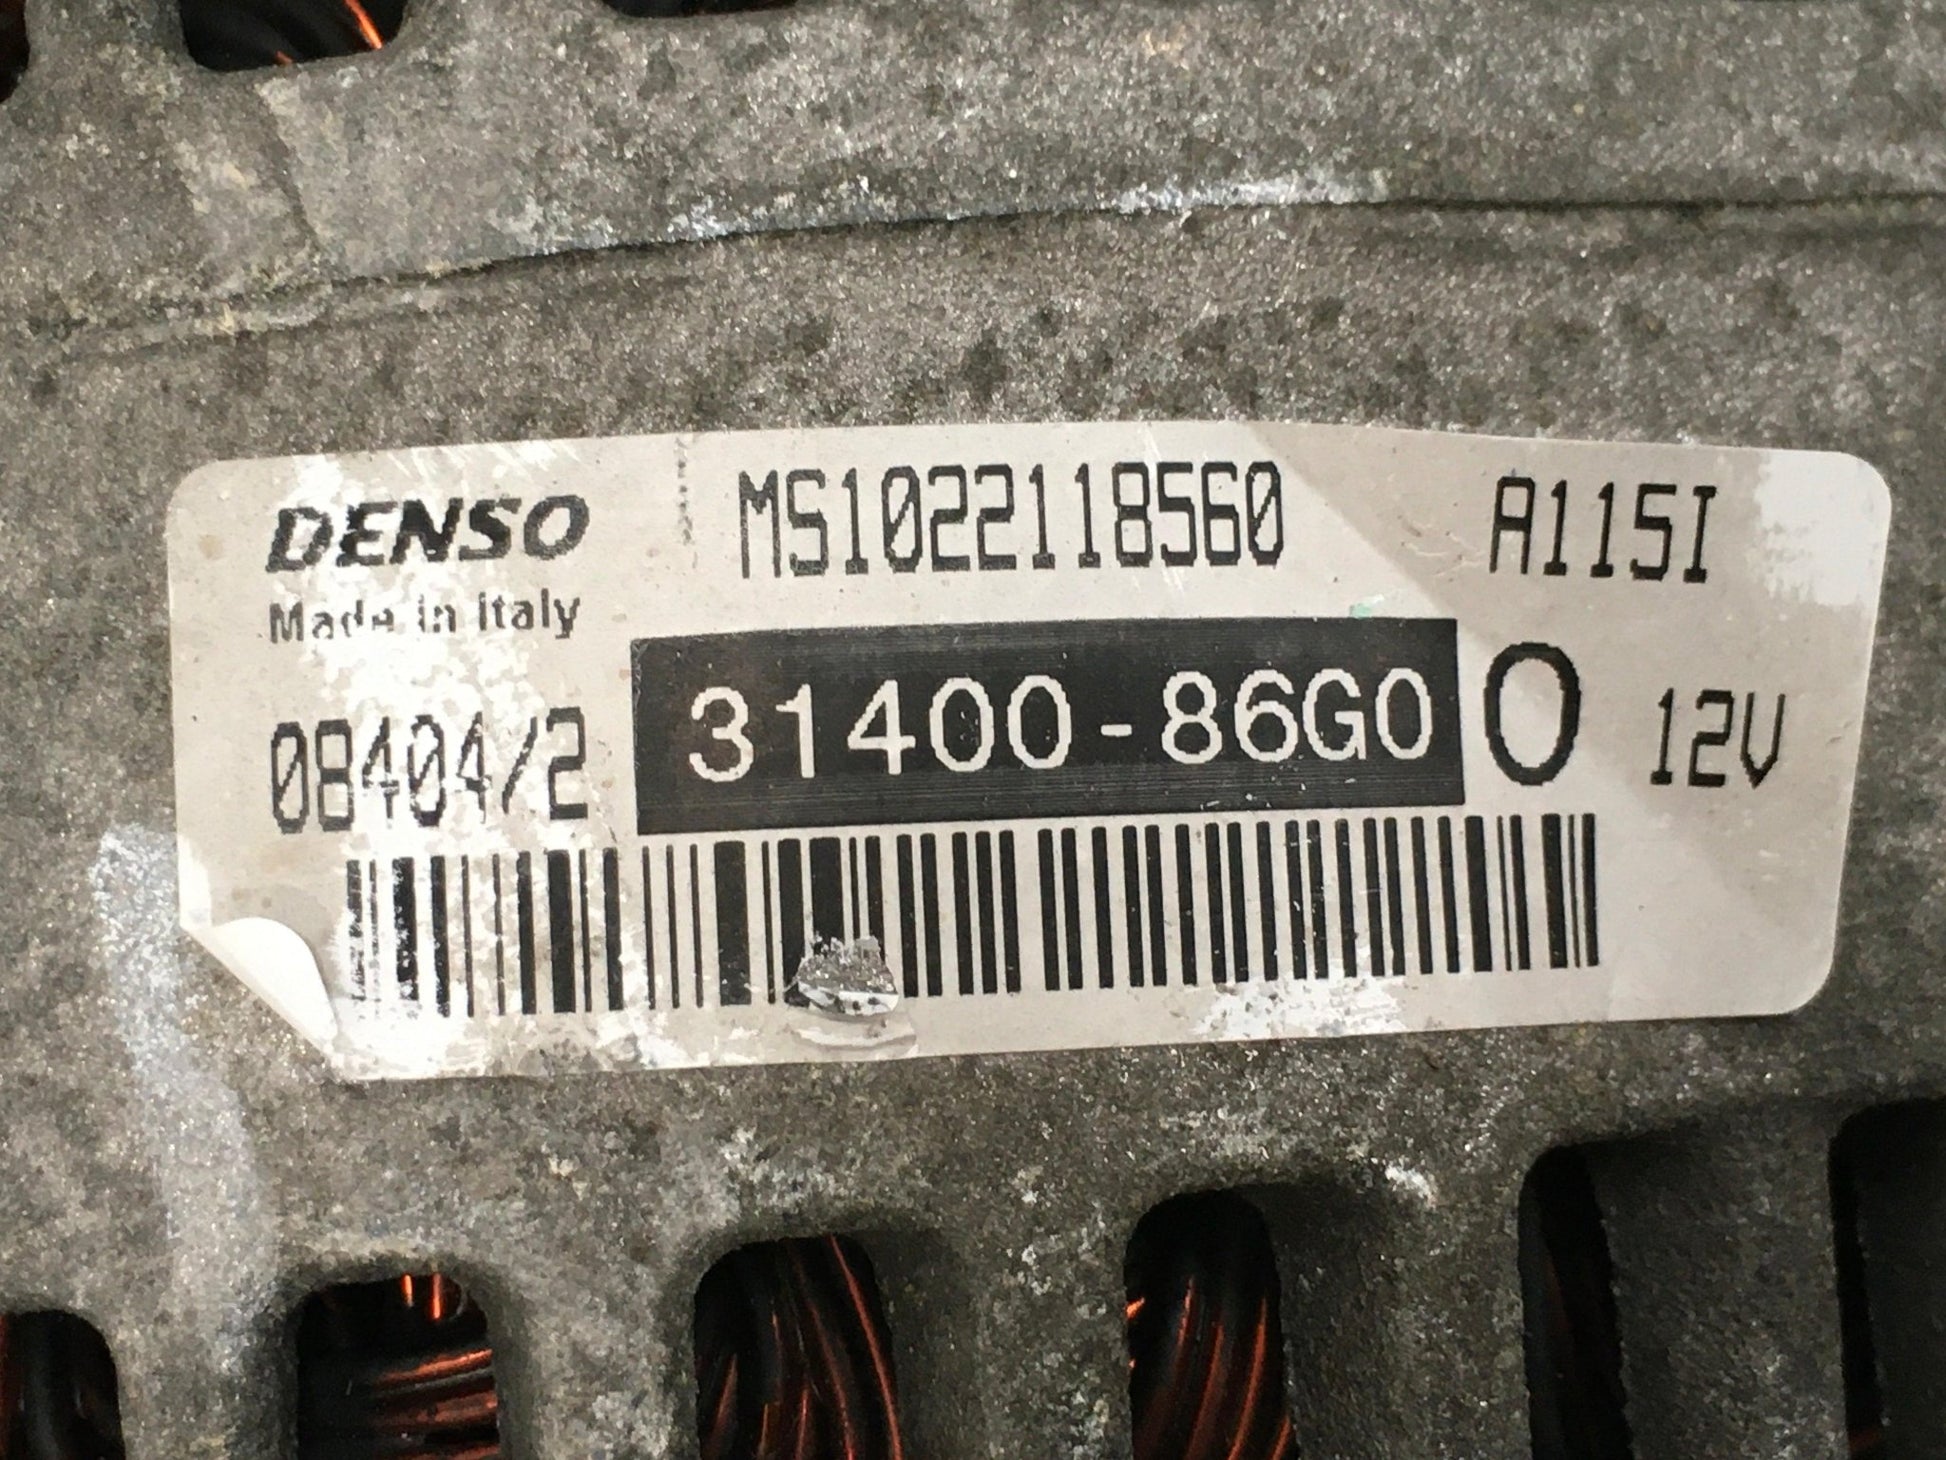 DENSO MS1022118560 A115I
Made in Italy
08404/2 31400-86G0 0 12V